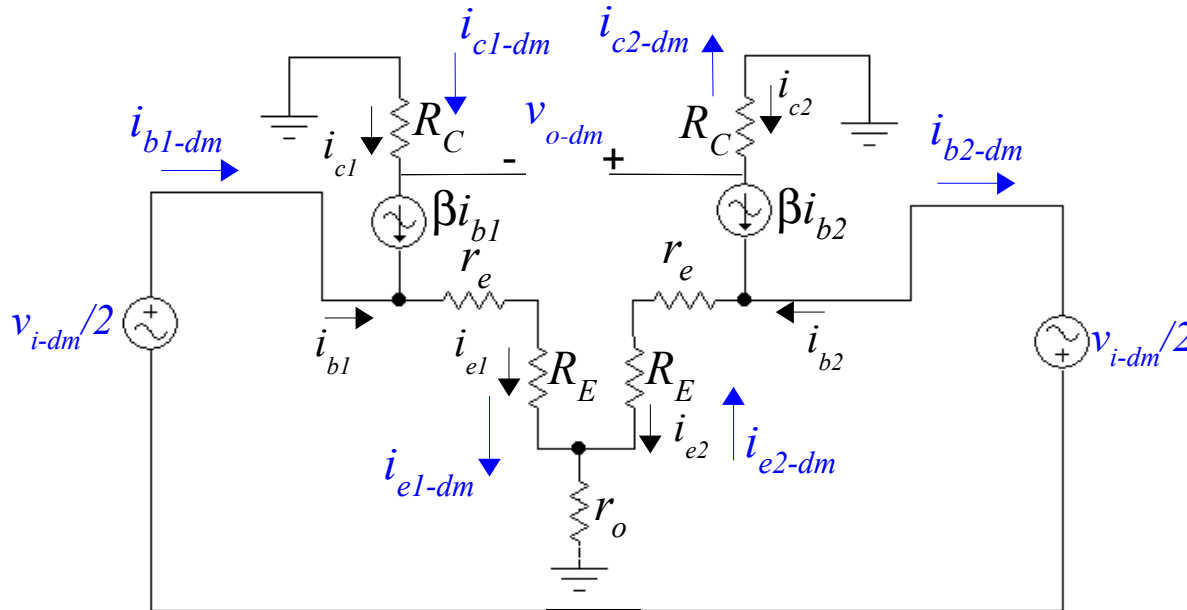 i_c1-dm
i_c2-dm
i_b1-dm
i_c1
R_C
v_o-dm
R_C
i_c2
i_b2-dm
- +
βi_b1
βi_b2
r_e
r_e
v_i-dm/2
+
+
v_i-dm/2
i_b1
i_e1
R_E
R_E
i_b2
i_e1-dm
i_e2
i_e2-dm
r_o